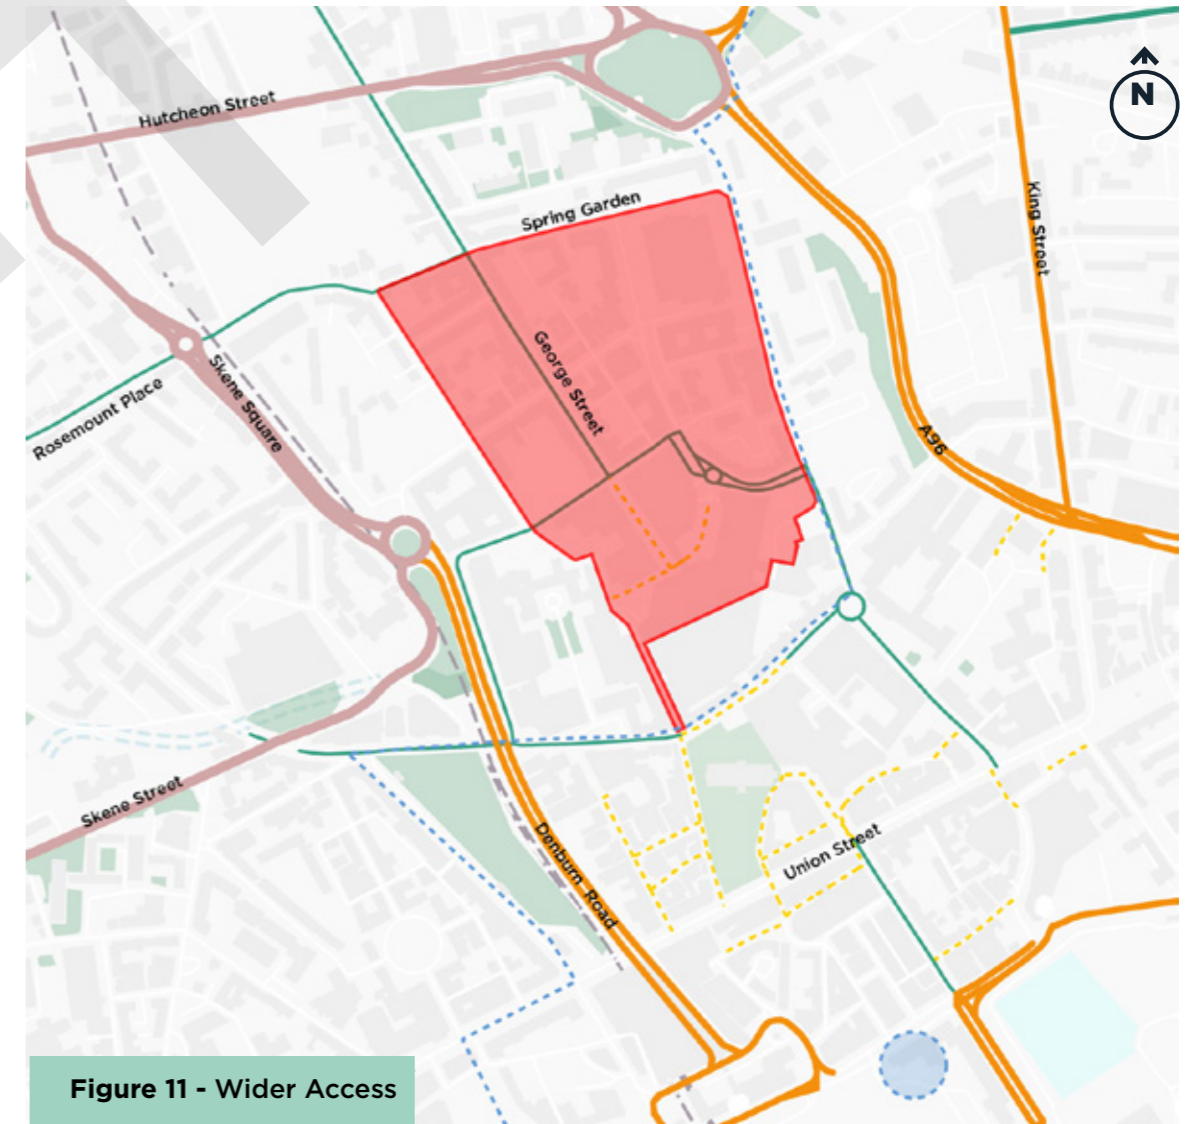 N
Hutcheon Street
King Street
Spring Garden
George Street
Skene Square
Rosemount Place
A96
Skene Street
Denburn Road
Union Street
Figure 11 - Wider Access